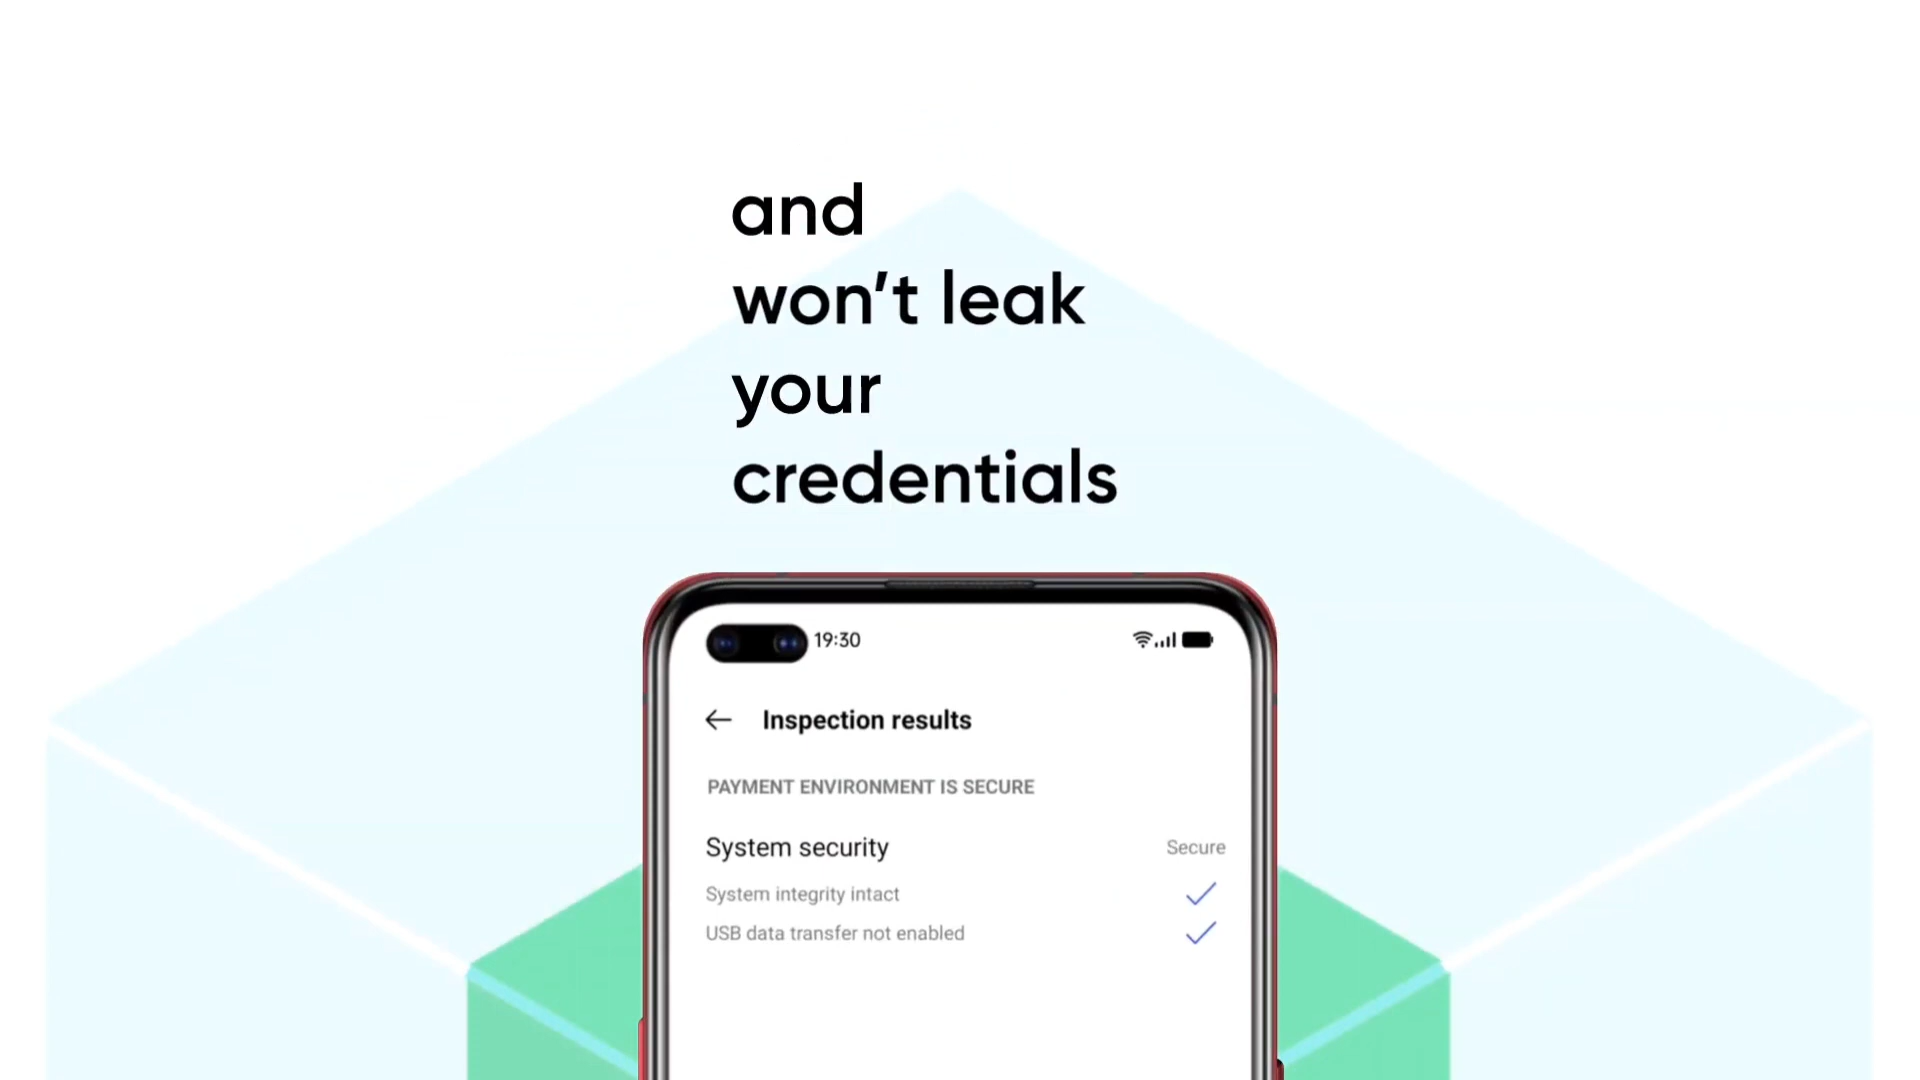 and
won’t leak
your
credentials
19:30
Inspection results
PAYMENT ENVIRONMENT IS SECURE
System security Secure
System integrity intact
USB data transfer not enabled